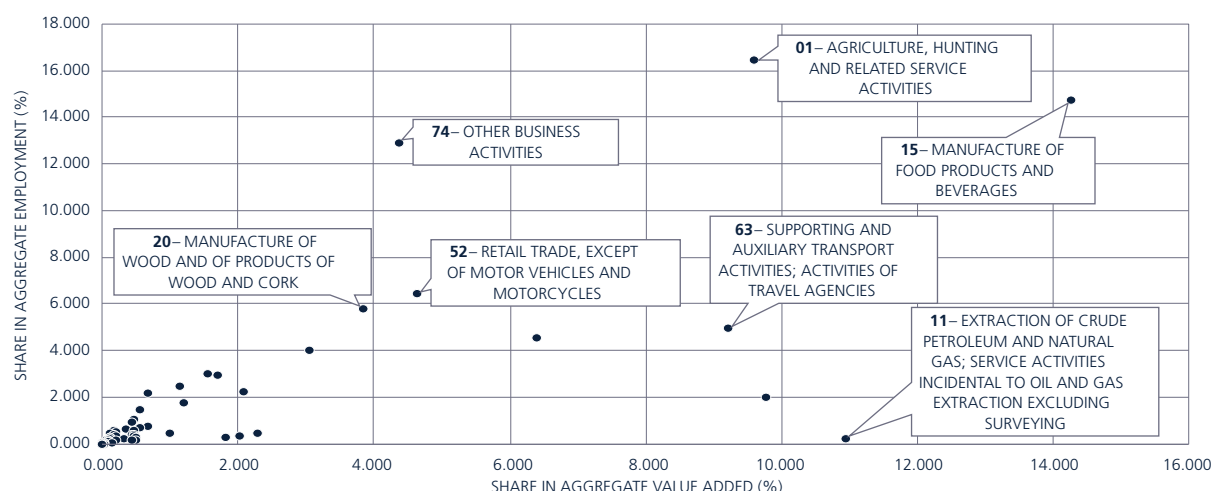 18.000
16.000
14.000
12.000
10.000
8.000
6.000
4.000
2.000
0.000
SHARE IN AGGREGATE EMPLOYMENT (%)
01– AGRICULTURE, HUNTING
AND RELATED SERVICE
ACTIVITIES
74– OTHER BUSINESS
ACTIVITIES
15– MANUFACTURE OF
FOOD PRODUCTS AND
BEVERAGES
20– MANUFACTURE OF
WOOD AND OF PRODUCTS OF
WOOD AND CORK
52– RETAIL TRADE, EXCEPT
OF MOTOR VEHICLES AND
MOTORCYCLES
63– SUPPORTING AND
AUXILIARY TRANSPORT
ACTIVITIES; ACTIVITIES OF
TRAVEL AGENCIES
11– EXTRACTION OF CRUDE
PETROLEUM AND NATURAL
GAS; SERVICE ACTIVITIES
INCIDENTAL TO OIL AND GAS
EXTRACTION EXCLUDING
SURVEYING
0.000 2.000 4.000 6.000 8.000 10.000 12.000 14.000 16.000
SHARE IN AGGREGATE VALUE ADDED (%)